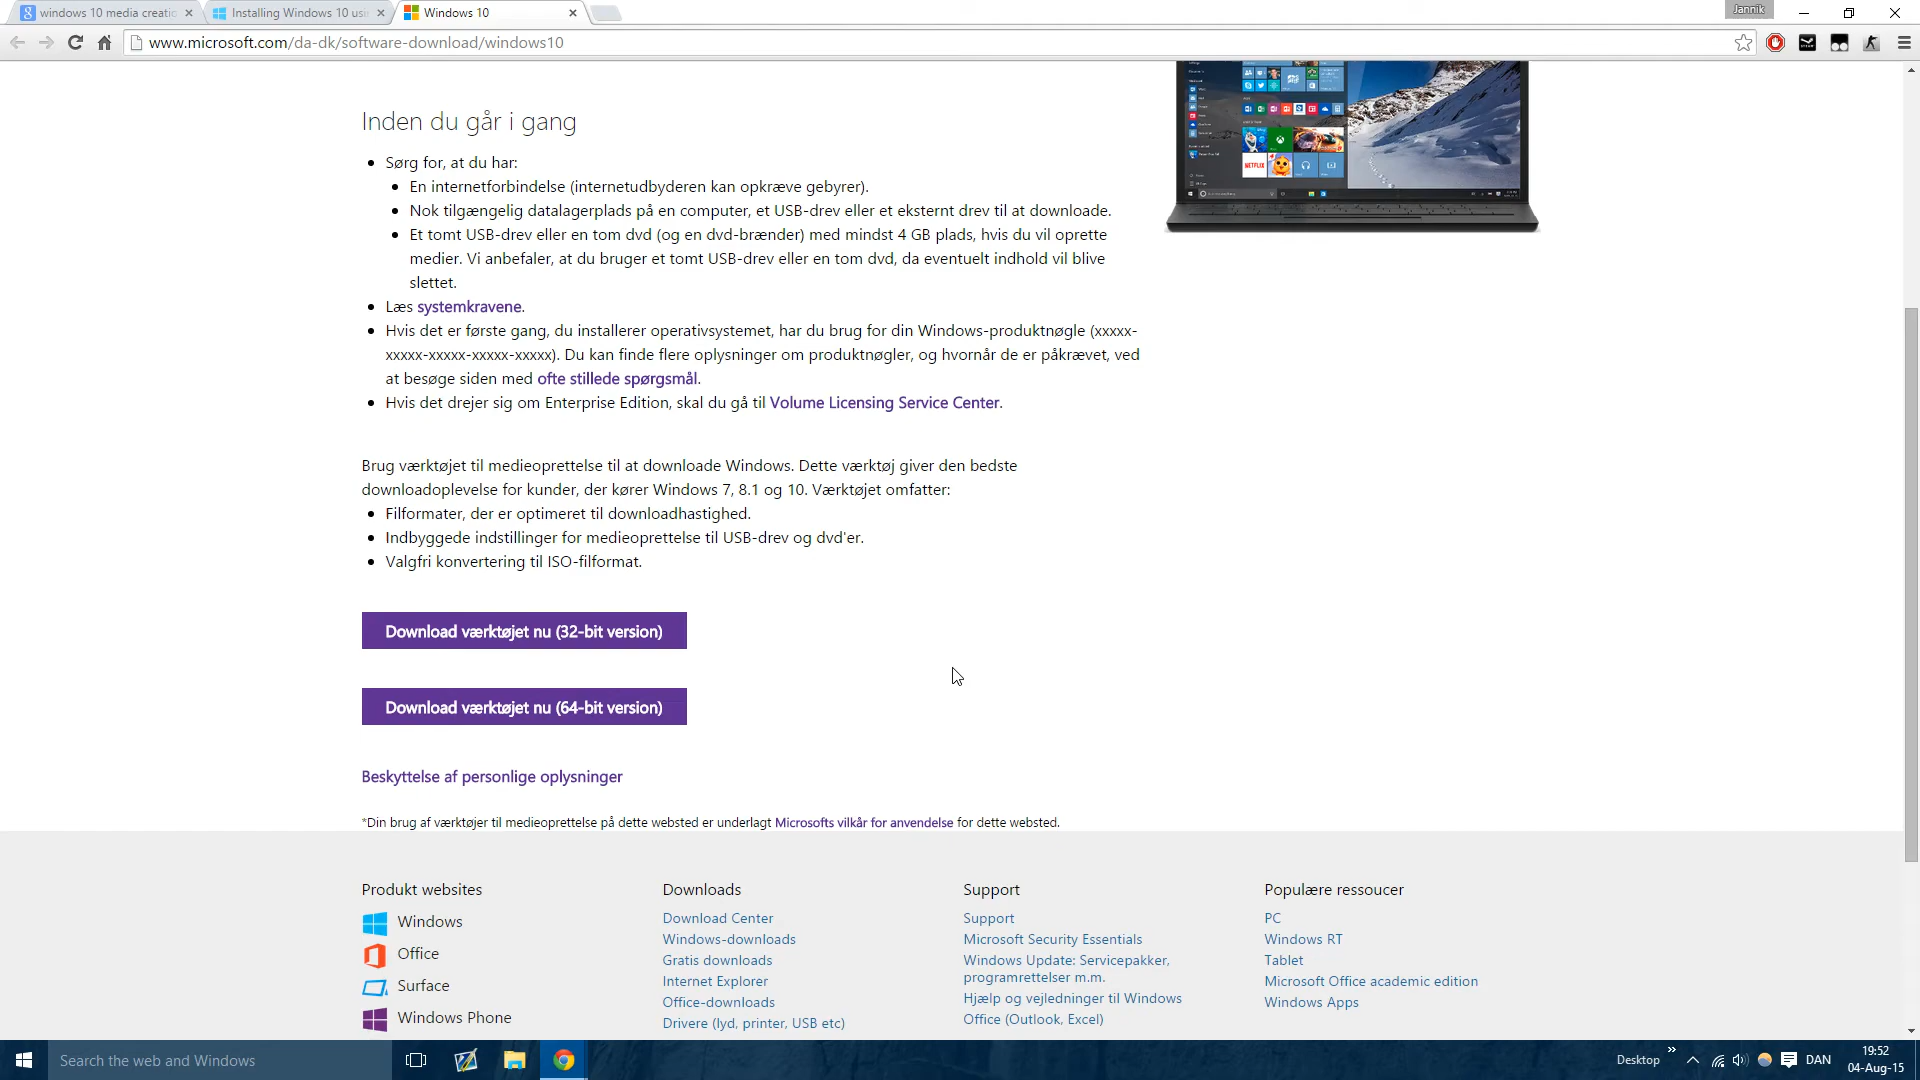 windows 10 media creatio
Installing Windows 10 usi
Windows 10
Jannik
www.microsoft.com/da-dk/software-download/windows10
Inden du går i gang
Sørg for, at du har:
En internetforbindelse (internetudbyderen kan opkræve gebyrer).
Nok tilgængelig datalagerplads på en computer, et USB-drev eller et eksternt drev til at downloade.
Et tomt USB-drev eller en tom dvd (og en dvd-brænder) med mindst 4 GB plads, hvis du vil oprette
medier. Vi anbefaler, at du bruger et tomt USB-drev eller en tom dvd, da eventuelt indhold vil blive
slettet.
Læs systemkravene.
Hvis det er første gang, du installerer operativsystemet, har du brug for din Windows-produktnøgle (xxxxx-
xxxxx-xxxxx-xxxxx-xxxxx). Du kan finde flere oplysninger om produktnøgler, og hvornår de er påkrævet, ved
at besøge siden med ofte stillede spørgsmål.
Hvis det drejer sig om Enterprise Edition, skal du gå til Volume Licensing Service Center.
Brug værktøjet til medieoprettelse til at downloade Windows. Dette værktøj giver den bedste
downloadoplevelse for kunder, der kører Windows 7, 8.1 og 10. Værktøjet omfatter:
Filformater, der er optimeret til downloadhastighed.
Indbyggede indstillinger for medieoprettelse til USB-drev og dvd'er.
Valgfri konvertering til ISO-filformat.
Download værktøjet nu (32-bit version)
Download værktøjet nu (64-bit version)
Beskyttelse af personlige oplysninger
*Din brug af værktøjer til medieoprettelse på dette websted er underlagt Microsofts vilkår for anvendelse for dette websted.
Produkt websites
Windows
Office
Surface
Windows Phone
Downloads
Download Center
Windows-downloads
Gratis downloads
Internet Explorer
Office-downloads
Drivere (lyd, printer, USB etc)
Support
Support
Microsoft Security Essentials
Windows Update: Servicepakker,
programrettelser m.m.
Hjælp og vejledninger til Windows
Office (Outlook, Excel)
Populære ressoucer
PC
Windows RT
Tablet
Microsoft Office academic edition
Windows Apps
NETFLIX
Search the web and Windows
Desktop
DAN
19:52
04-Aug-15